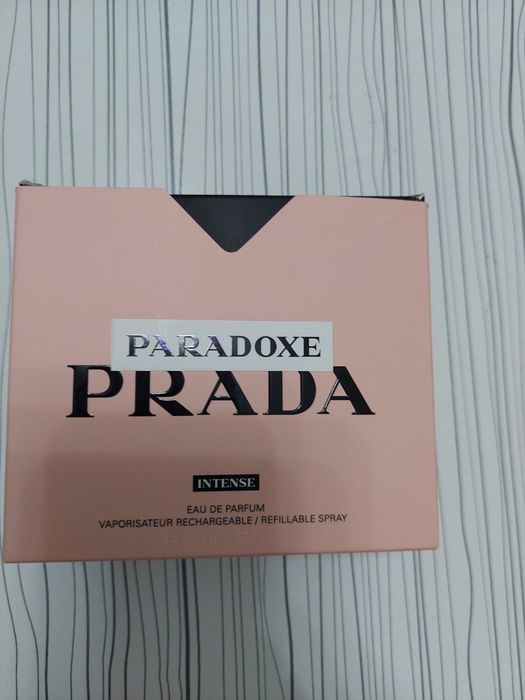 PARADOXE
PRADA
INTENSE
EAU DE PARFUM
VAPORISATEUR RECHARGEABLE / REFILLABLE SPRAY